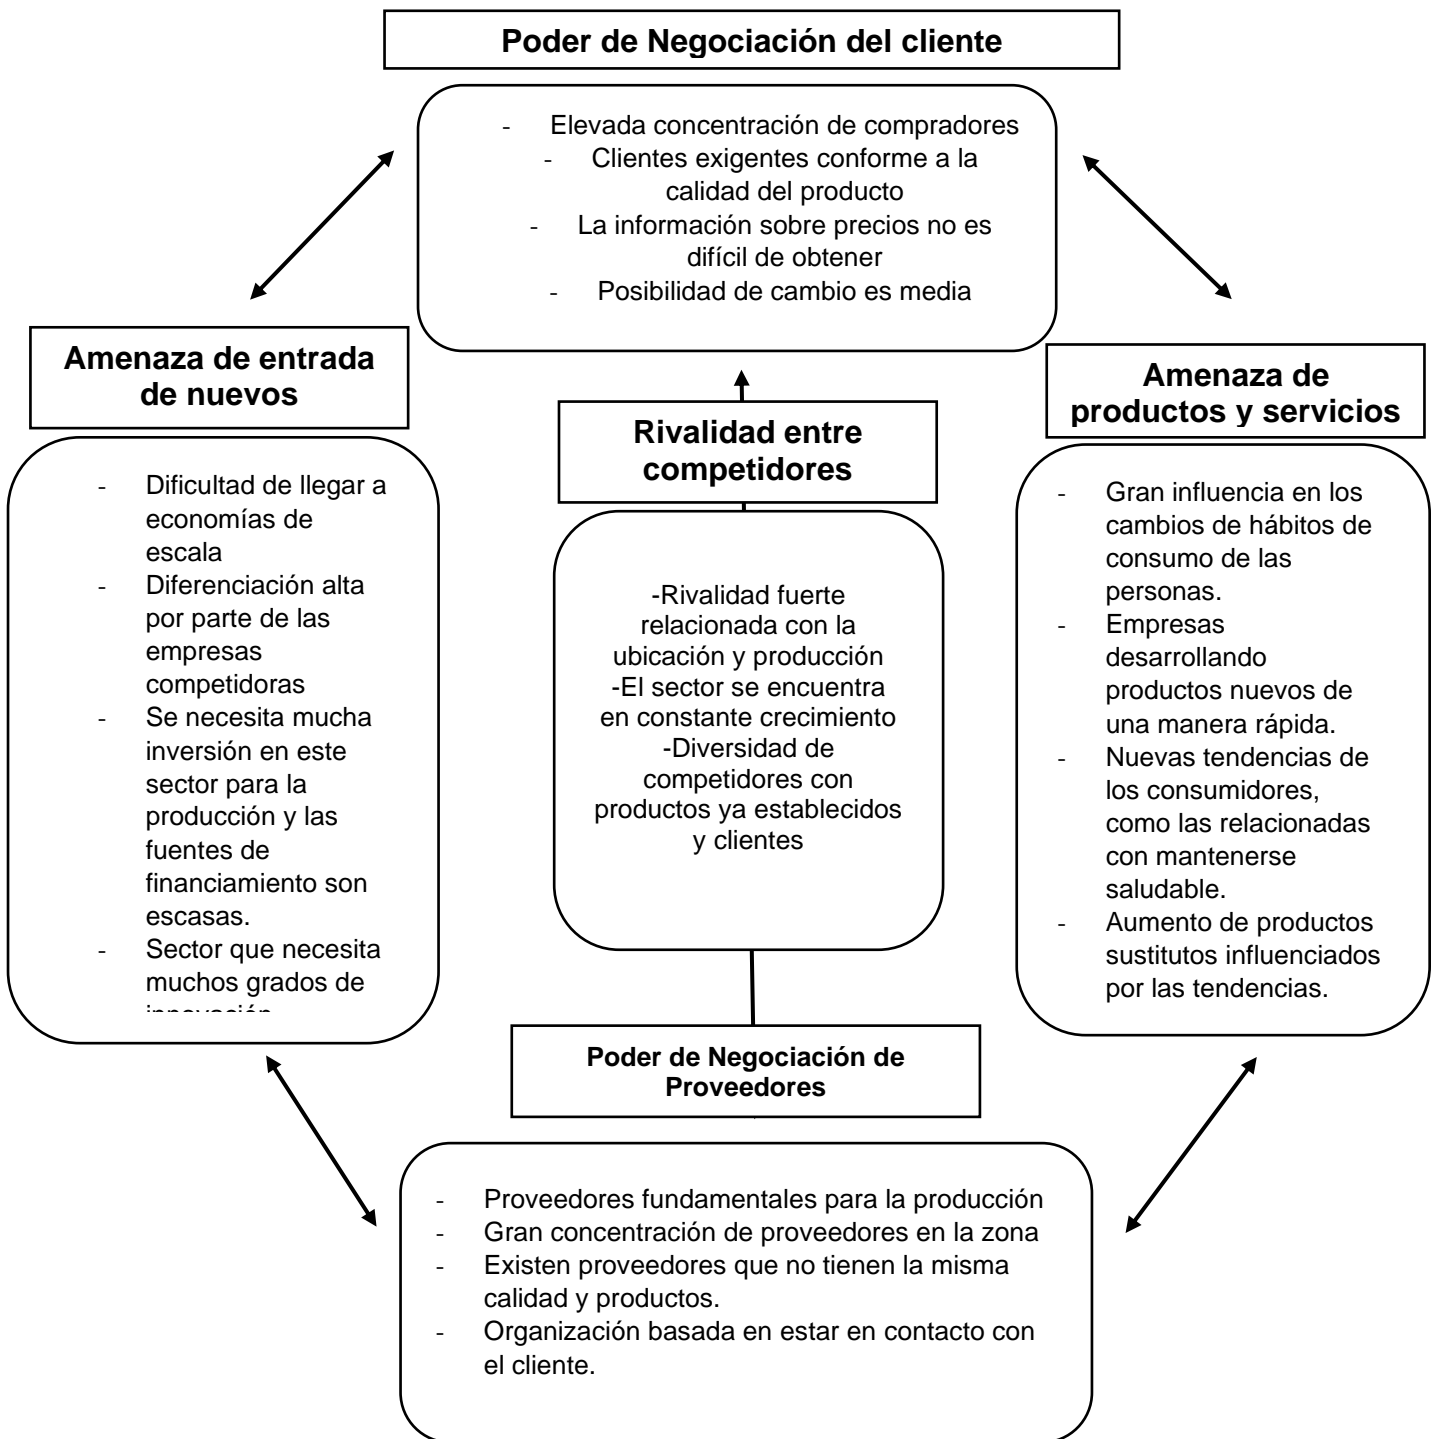 Poder de Negociación del cliente
- Elevada concentración de compradores
- Clientes exigentes conforme a la
calidad del producto
- La información sobre precios no es
difícil de obtener
- Posibilidad de cambio es media
Amenaza de entrada
de nuevos
- Dificultad de llegar a
economías de
escala
- Diferenciación alta
por parte de las
empresas
competidoras
- Se necesita mucha
inversión en este
sector para la
producción y las
fuentes de
financiamiento son
escasas.
- Sector que necesita
muchos grados de
Rivalidad entre
competidores
-Rivalidad fuerte
relacionada con la
ubicación y producción
-El sector se encuentra
en constante crecimiento
-Diversidad de
competidores con
productos ya establecidos
y clientes
Amenaza de
productos y servicios
- Gran influencia en los
cambios de hábitos de
consumo de las
personas.
- Empresas
desarrollando
productos nuevos de
una manera rápida.
- Nuevas tendencias de
los consumidores,
como las relacionadas
con mantenerse
saludable.
- Aumento de productos
sustitutos influenciados
por las tendencias.
Poder de Negociación de
Proveedores
- Proveedores fundamentales para la producción
- Gran concentración de proveedores en la zona
- Existen proveedores que no tienen la misma
calidad y productos.
- Organización basada en estar en contacto con
el cliente.